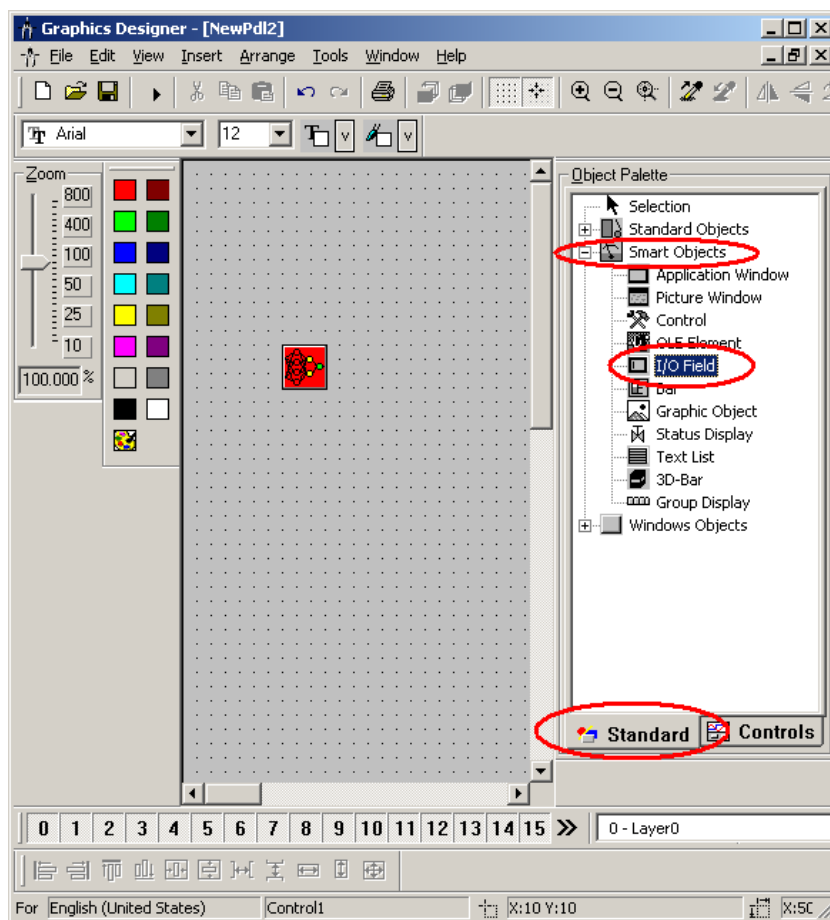 Graphics Designer - [NewPdl2]
File Edit View Insert Arrange Tools Window Help
Arial 12
Zoom
800
400
100
50
25
10
100.000 %
Object Palette
Selection
Standard Objects
Smart Objects
Application Window
Picture Window
Control
OLE Element
I/O Field
Bar
Graphic Object
Status Display
Text List
3D-Bar
Group Display
Windows Objects
Standard Controls
0 1 2 3 4 5 6 7 8 9 10 11 12 13 14 15 0 - Layer0
For English (United States) Control1 X:10 Y:10 X:50